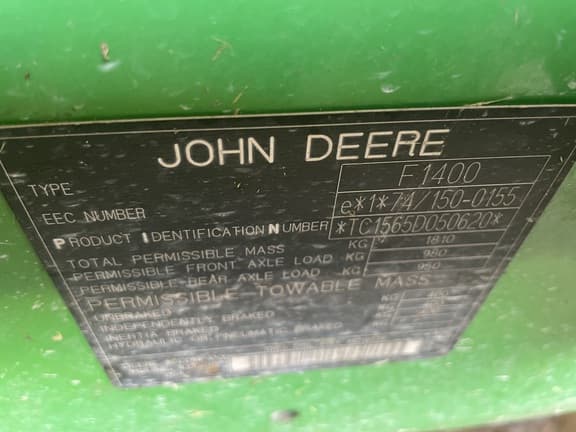 JOHN DEERE
TYPE F1400
EEC NUMBER e*1*74/150-0155
PRODUCT IDENTIFICATION NUMBER *TC1565D050620*
TOTAL PERMISSIBLE MASS KG 1810
PERMISSIBLE FRONT AXLE LOAD KG 980
PERMISSIBLE REAR AXLE LOAD KG 950
PERMISSIBLE TOWABLE MASS
UNBRAKED KG
INDEPENDENTLY BRAKED
INERTIA BRAKED
HYDRAULIC OR PNEUMATIC BRAKED